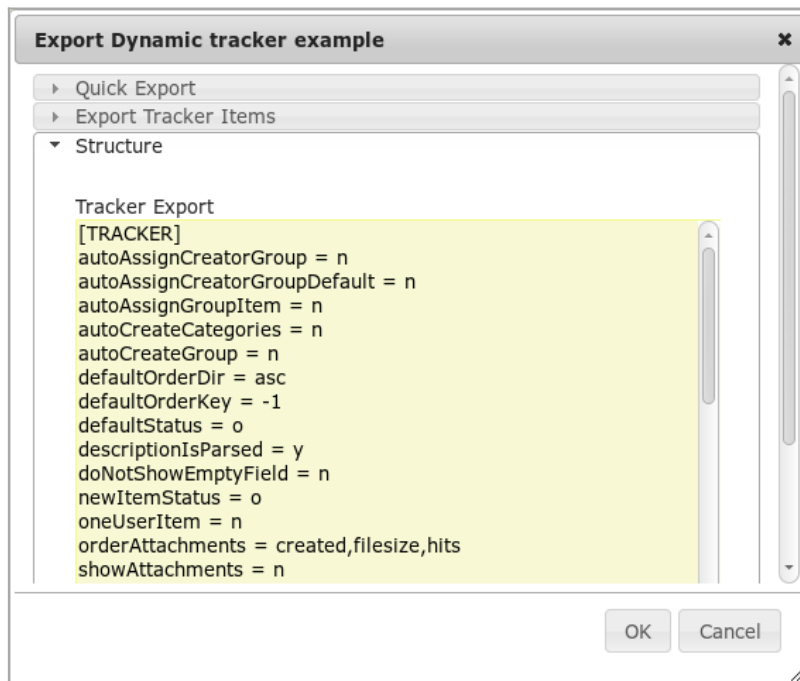 Export Dynamic tracker example
Quick Export
Export Tracker Items
Structure
Tracker Export
[TRACKER]
autoAssignCreatorGroup = n
autoAssignCreatorGroupDefault = n
autoAssignGroupItem = n
autoCreateCategories = n
autoCreateGroup = n
defaultOrderDir = asc
defaultOrderKey = -1
defaultStatus = o
descriptionIsParsed = y
doNotShowEmptyField = n
newItemStatus = o
oneUserItem = n
orderAttachments = created,filesize,hits
showAttachments = n
OK Cancel